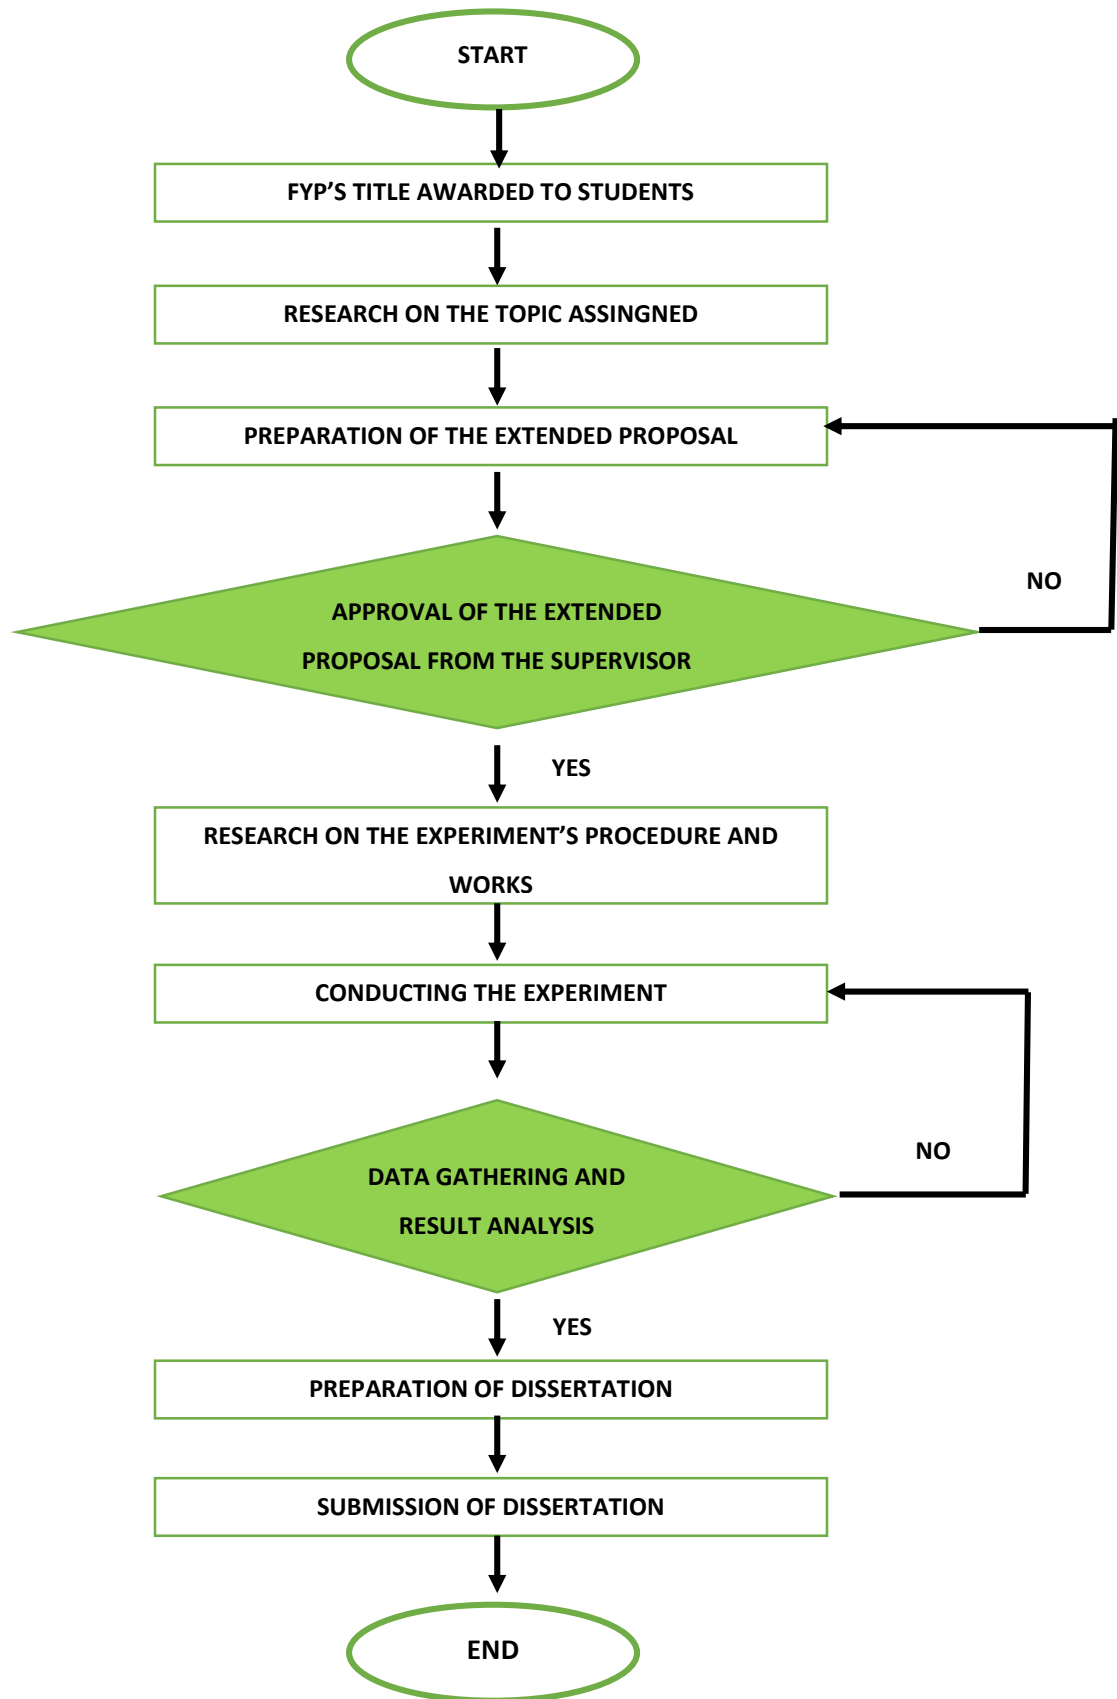 START
FYP’S TITLE AWARDED TO STUDENTS
RESEARCH ON THE TOPIC ASSINGNED
PREPARATION OF THE EXTENDED PROPOSAL
APPROVAL OF THE EXTENDED
PROPOSAL FROM THE SUPERVISOR
NO
YES
RESEARCH ON THE EXPERIMENT’S PROCEDURE AND
WORKS
CONDUCTING THE EXPERIMENT
DATA GATHERING AND
RESULT ANALYSIS
NO
YES
PREPARATION OF DISSERTATION
SUBMISSION OF DISSERTATION
END